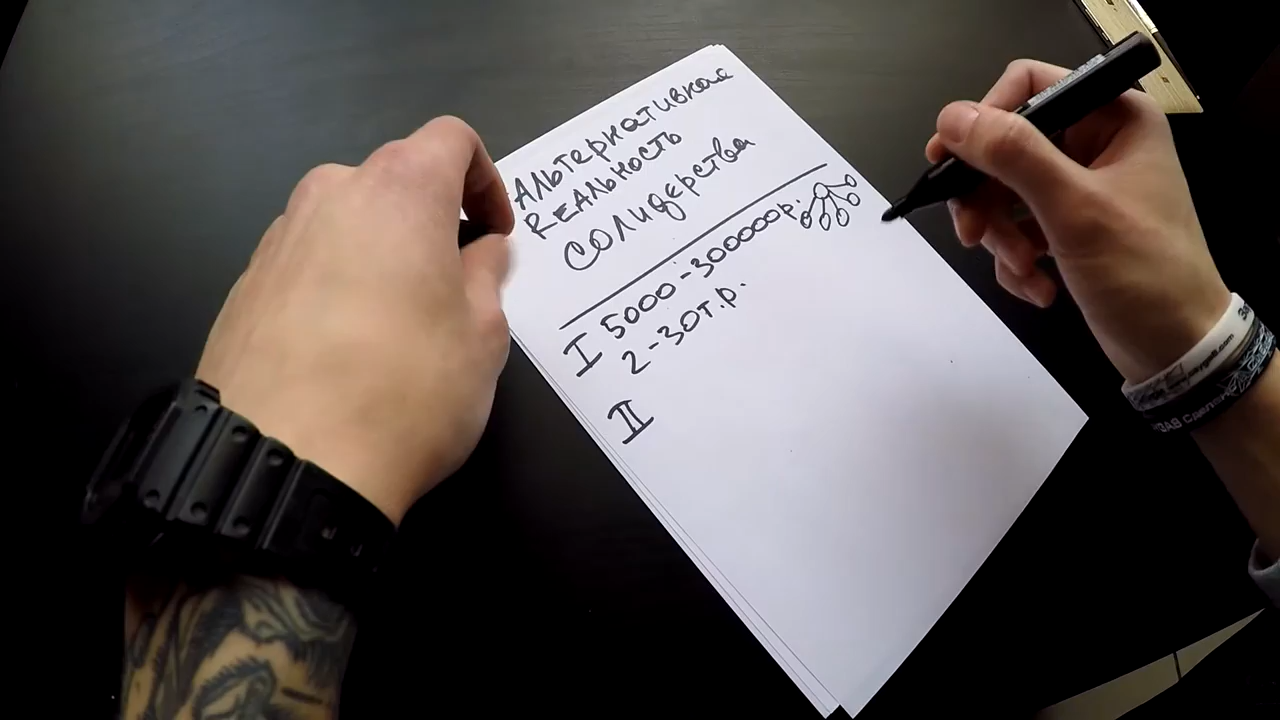 Альтернативная
Реальность
солидерства
I 5000-300000р.
2-30т.р.
II